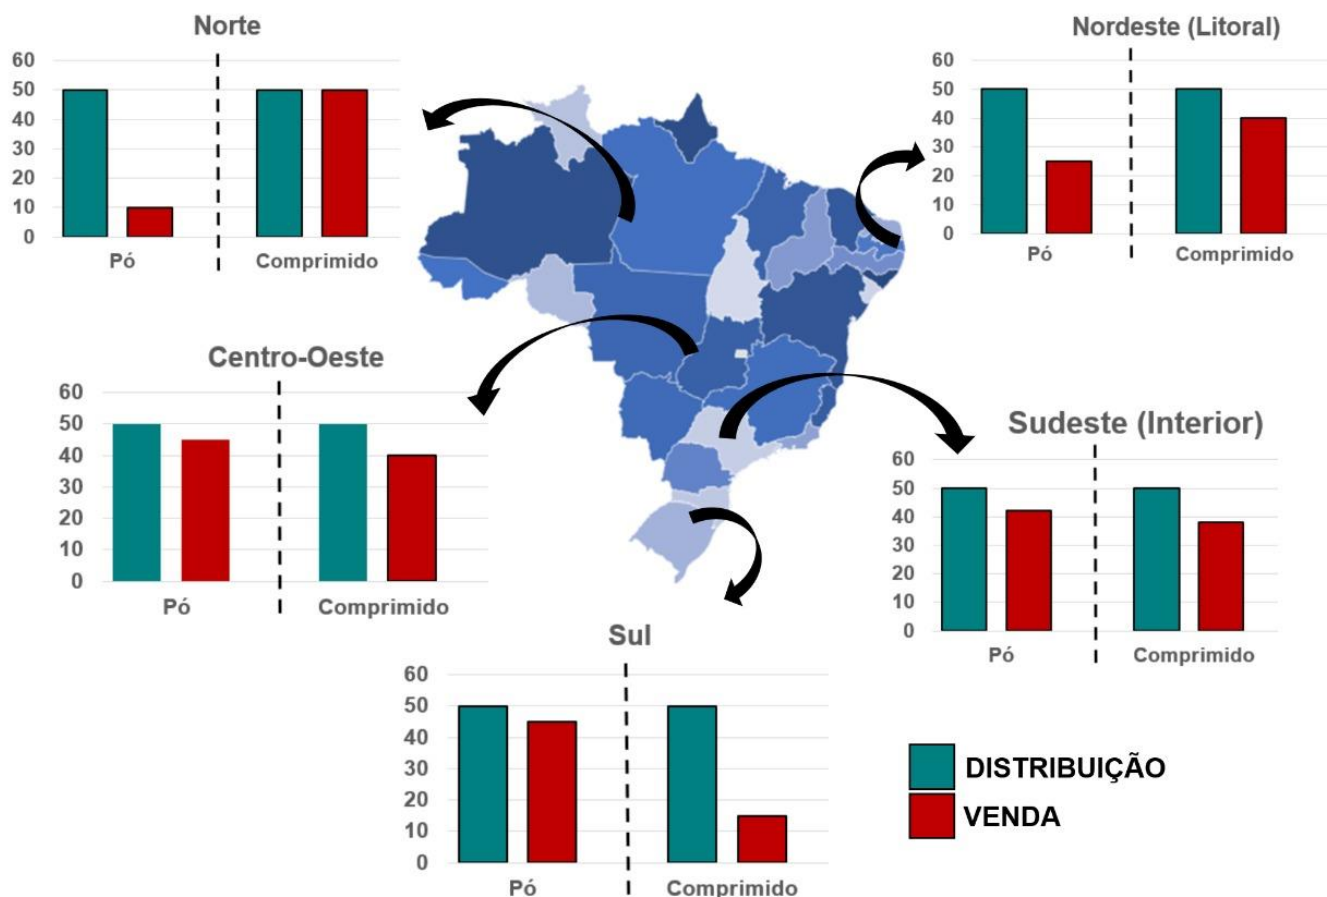 Norte
60
50
40
30
20
10
0
Pó
Comprimido
Nordeste (Litoral)
60
50
40
30
20
10
0
Pó
Comprimido
Centro-Oeste
60
50
40
30
20
10
0
Pó
Comprimido
Sudeste (Interior)
60
50
40
30
20
10
0
Pó
Comprimido
Sul
60
50
40
30
20
10
0
Pó
Comprimido
DISTRIBUIÇÃO
VENDA